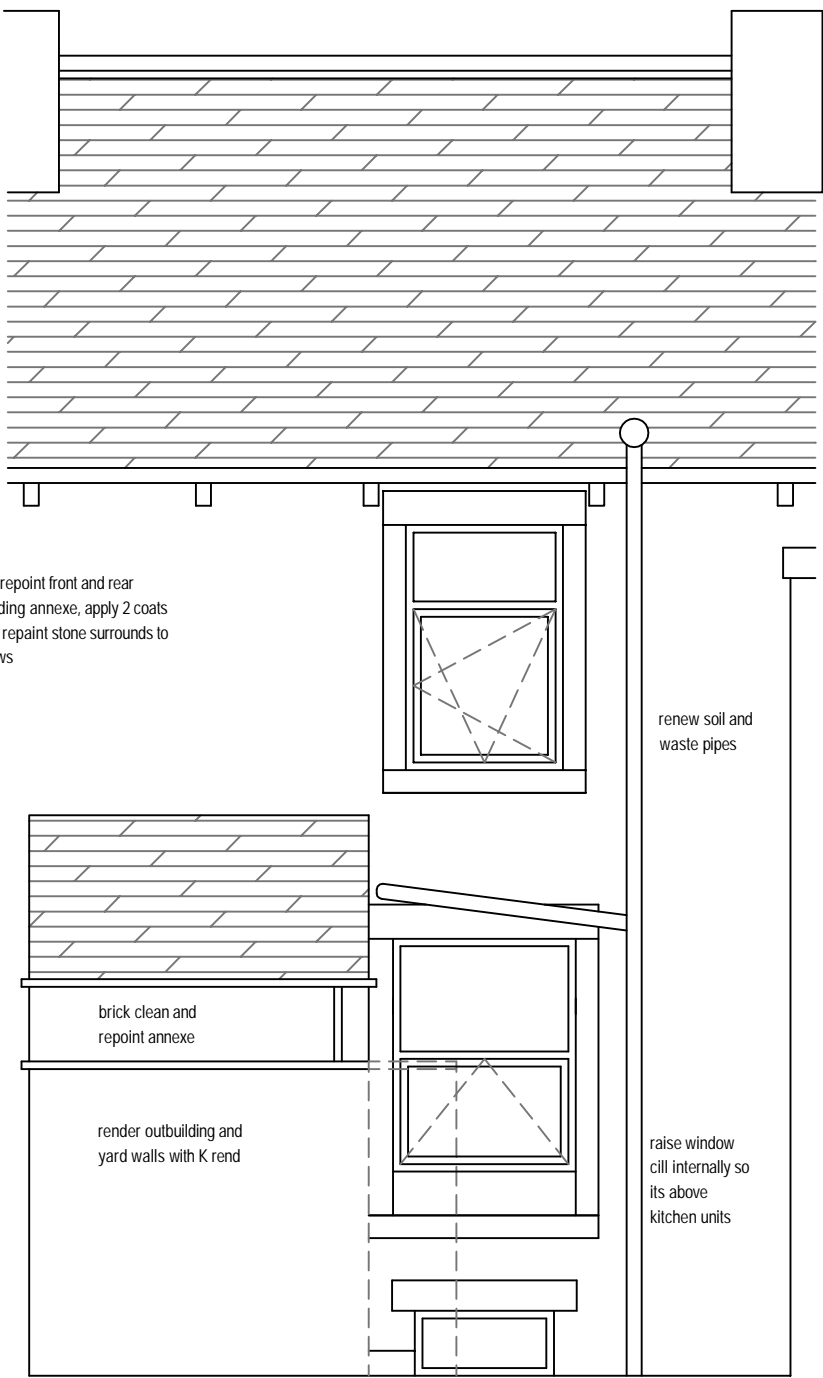 repoint front and rear
ding annexe, apply 2 coats
repaint stone surrounds to
ws
renew soil and
waste pipes
brick clean and
repoint annexe
render outbuilding and
yard walls with K rend
raise window
cill internally so
its above
kitchen units